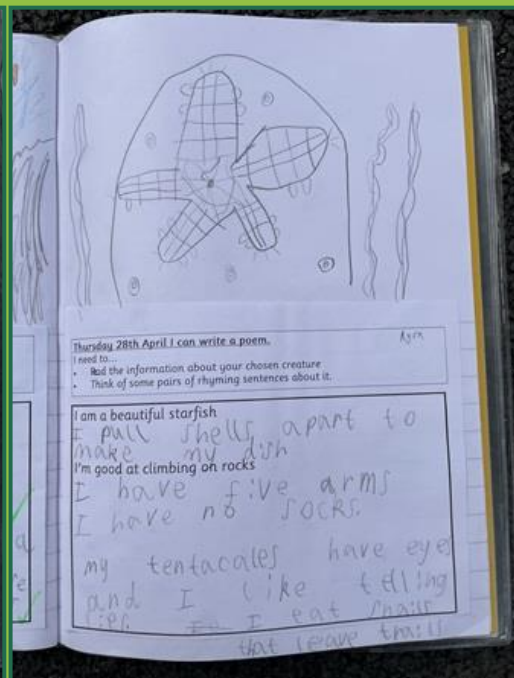 Thursday 28th April I can write a poem.
I need to...
• Read the information about your chosen creature
• Think of some pairs of rhyming sentences about it.
I am a beautiful starfish
I pull shells apart to
make my dish
I'm good at climbing on rocks
I have five arms
I have no socks.
my tentacales have eyes
and I like telling
lies. I eat snails
that leave trails